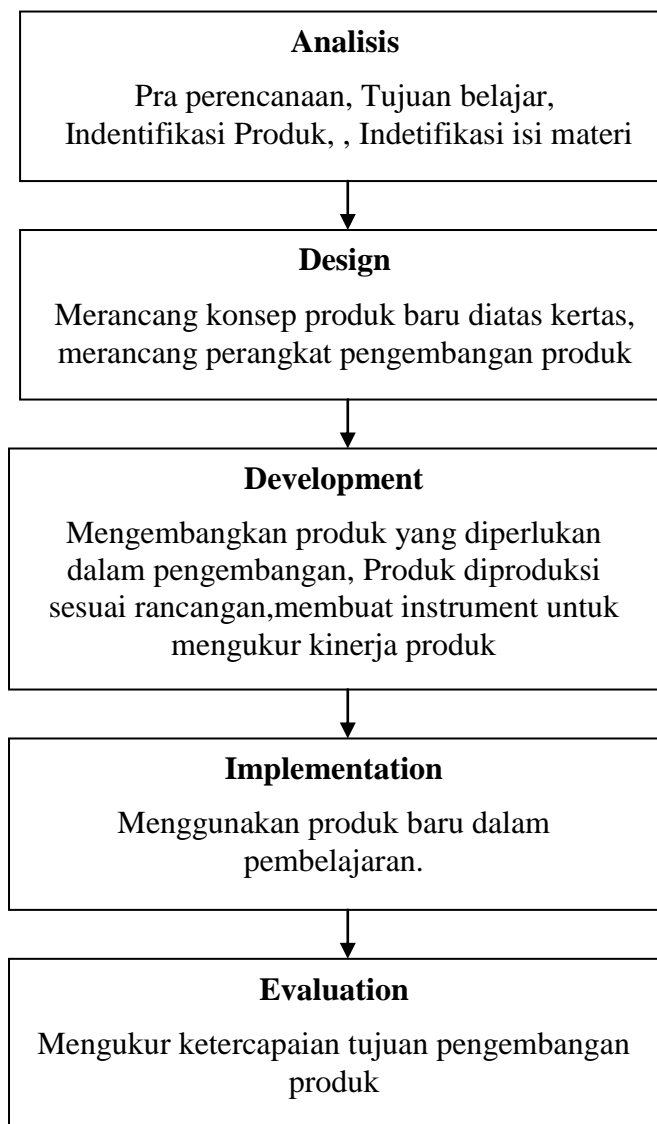 Analisis
Pra perencanaan, Tujuan belajar,
Indentifikasi Produk, , Indetifikasi isi materi
Design
Merancang konsep produk baru diatas kertas,
merancang perangkat pengembangan produk
Development
Mengembangkan produk yang diperlukan
dalam pengembangan, Produk diproduksi
sesuai rancangan,membuat instrument untuk
mengukur kinerja produk
Implementation
Menggunakan produk baru dalam
pembelajaran.
Evaluation
Mengukur ketercapaian tujuan pengembangan
produk